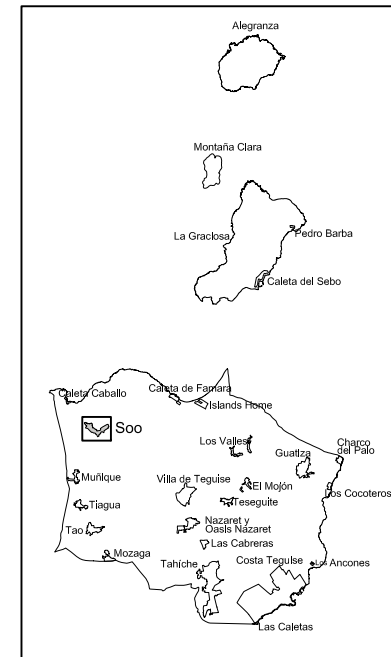 Alegranza
Montaña Clara
La Graciosa
Pedro Barba
Caleta del Sebo
Caleta Caballo
Caleta de Famara
Islands Home
Soo
Los Valles
Guatiza
Charco
del Palo
Muñique
Villa de Teguise
El Mojón
Los Cocoteros
Tiagua
Teseguite
Tao
Nazaret y
Oasis Nazaret
Las Cabreras
Mozaga
Tahiche
Costa Teguise
Los Ancones
Las Caletas